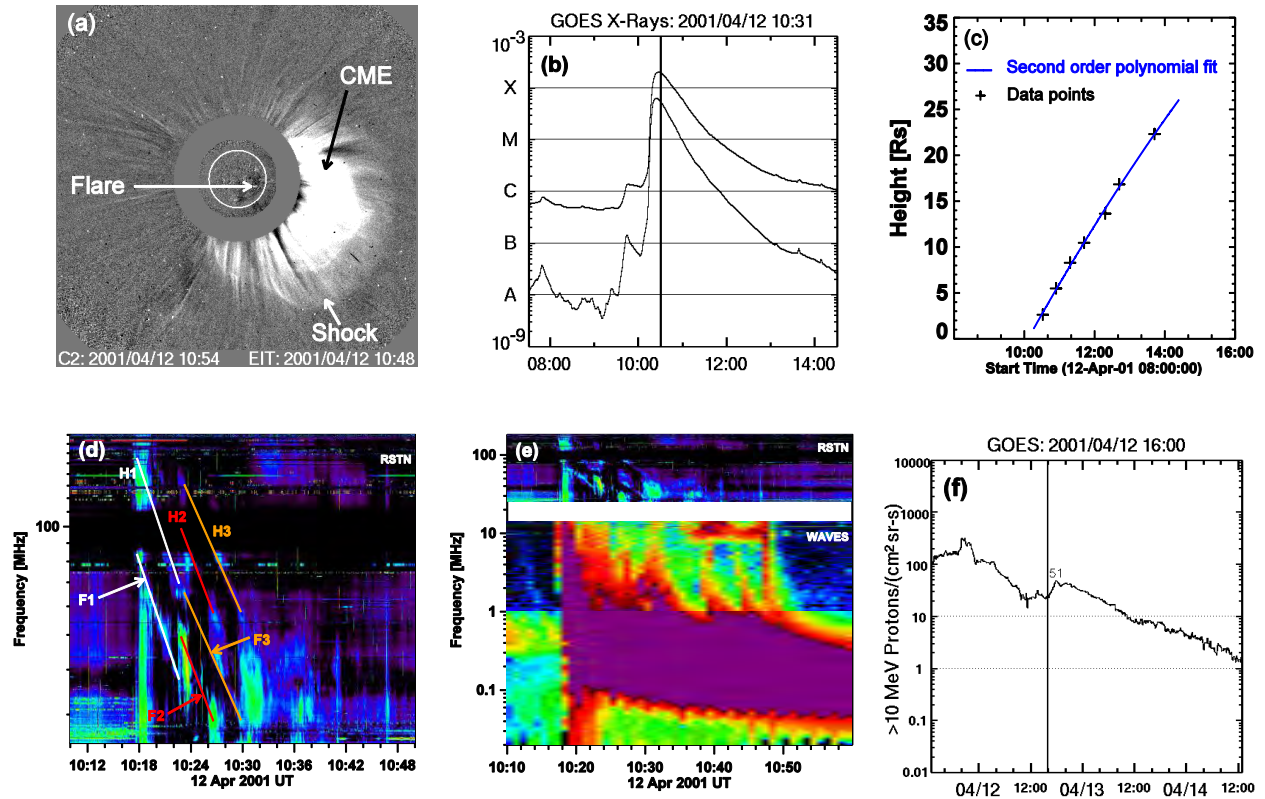 (a)
CME
Flare
Shock
C2: 2001/04/12 10:54 EIT: 2001/04/12 10:48
GOES X-Rays: 2001/04/12 10:31
(b)
10-3
X
M
C
B
A
10-9
08:00 10:00 12:00 14:00
(c)
Second order polynomial fit
Data points
Height [Rs]
35
30
25
20
15
10
5
0
10:00 12:00 14:00 16:00
Start Time (12-Apr-01 08:00:00)
(d)
RSTN
H1
H2
H3
F1
F2
F3
Frequency [MHz]
100
10:12 10:18 10:24 10:30 10:36 10:42 10:48
12 Apr 2001 UT
(e)
RSTN
WAVES
Frequency [MHz]
100
10
1
0.1
10:10 10:20 10:30 10:40 10:50
12 Apr 2001 UT
GOES: 2001/04/12 16:00
(f)
51
>10 MeV Protons/(cm2 sr-s)
10000
1000
100
10
1
0.1
0.01
04/12 12:00 04/13 12:00 04/14 12:00